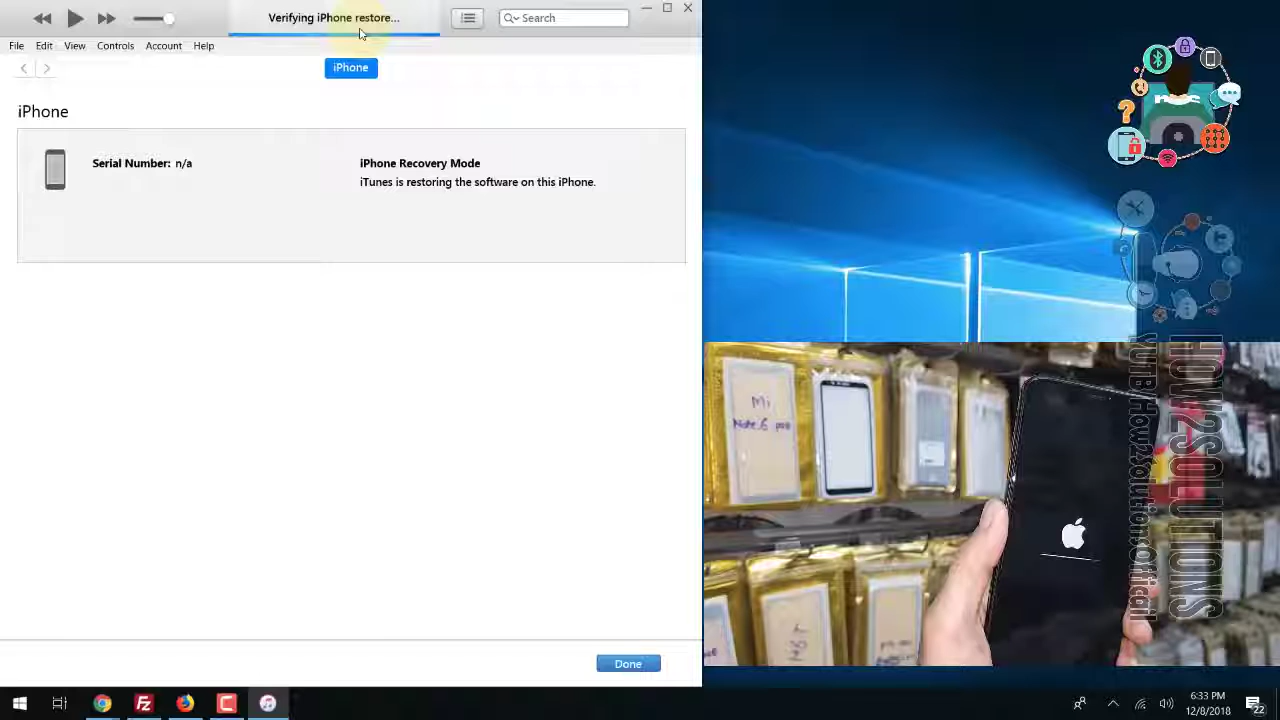 Verifying iPhone restore...
Search
File Edit View Controls Account Help
iPhone
iPhone
Serial Number: n/a
iPhone Recovery Mode
iTunes is restoring the software on this iPhone.
Done
Mi
Note 6 pro
HOW2SOLUTIONS
6:33 PM
12/8/2018
22